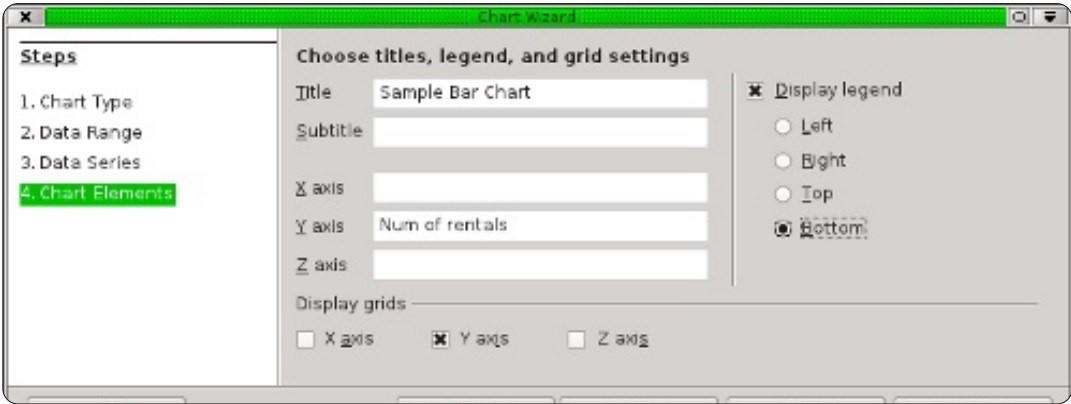 Chart Wizard
Steps
1. Chart Type
2. Data Range
3. Data Series
4. Chart Elements
Choose titles, legend, and grid settings
Title Sample Bar Chart
Subtitle
X axis
Y axis Num of rentals
Z axis
Display legend
Left
Right
Top
Bottom
Display grids
X axis Y axis Z axis